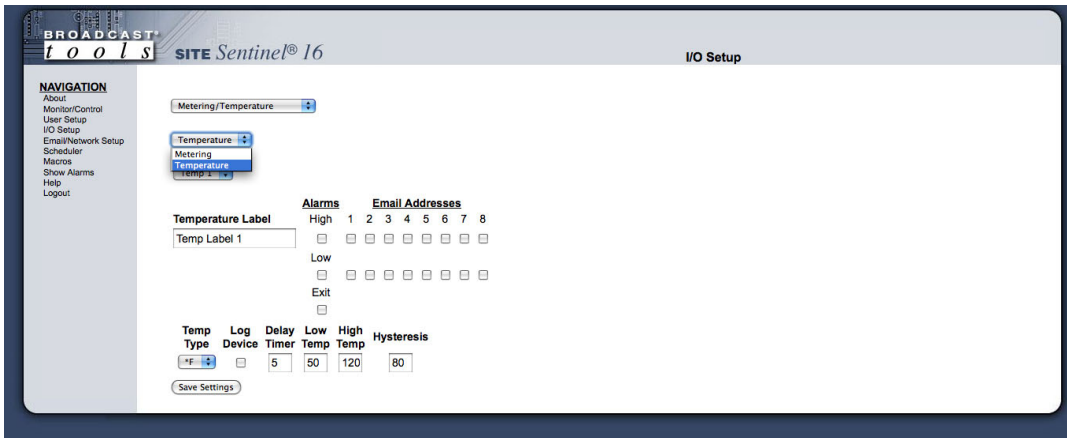 BROADCAST®
tools
SITE Sentinel® 16
I/O Setup
NAVIGATION
About
Monitor/Control
User Setup
I/O Setup
Email/Network Setup
Scheduler
Macros
Show Alarms
Help
Logout
Metering/Temperature
Temperature
Metering
Temperature
Temp 1
Alarms Email Addresses
Temperature Label High 1 2 3 4 5 6 7 8
Temp Label 1
Low
Exit
Temp Type Log Device Delay Timer Low Temp High Temp Hysteresis
°F 5 50 120 80
Save Settings